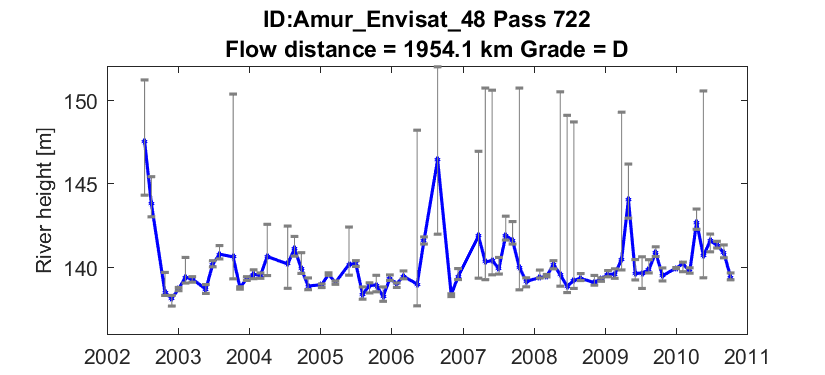 ID:Amur_Envisat_48 Pass 722
Flow distance = 1954.1 km Grade = D
River height [m]
150
145
140
2002 2003 2004 2005 2006 2007 2008 2009 2010 2011